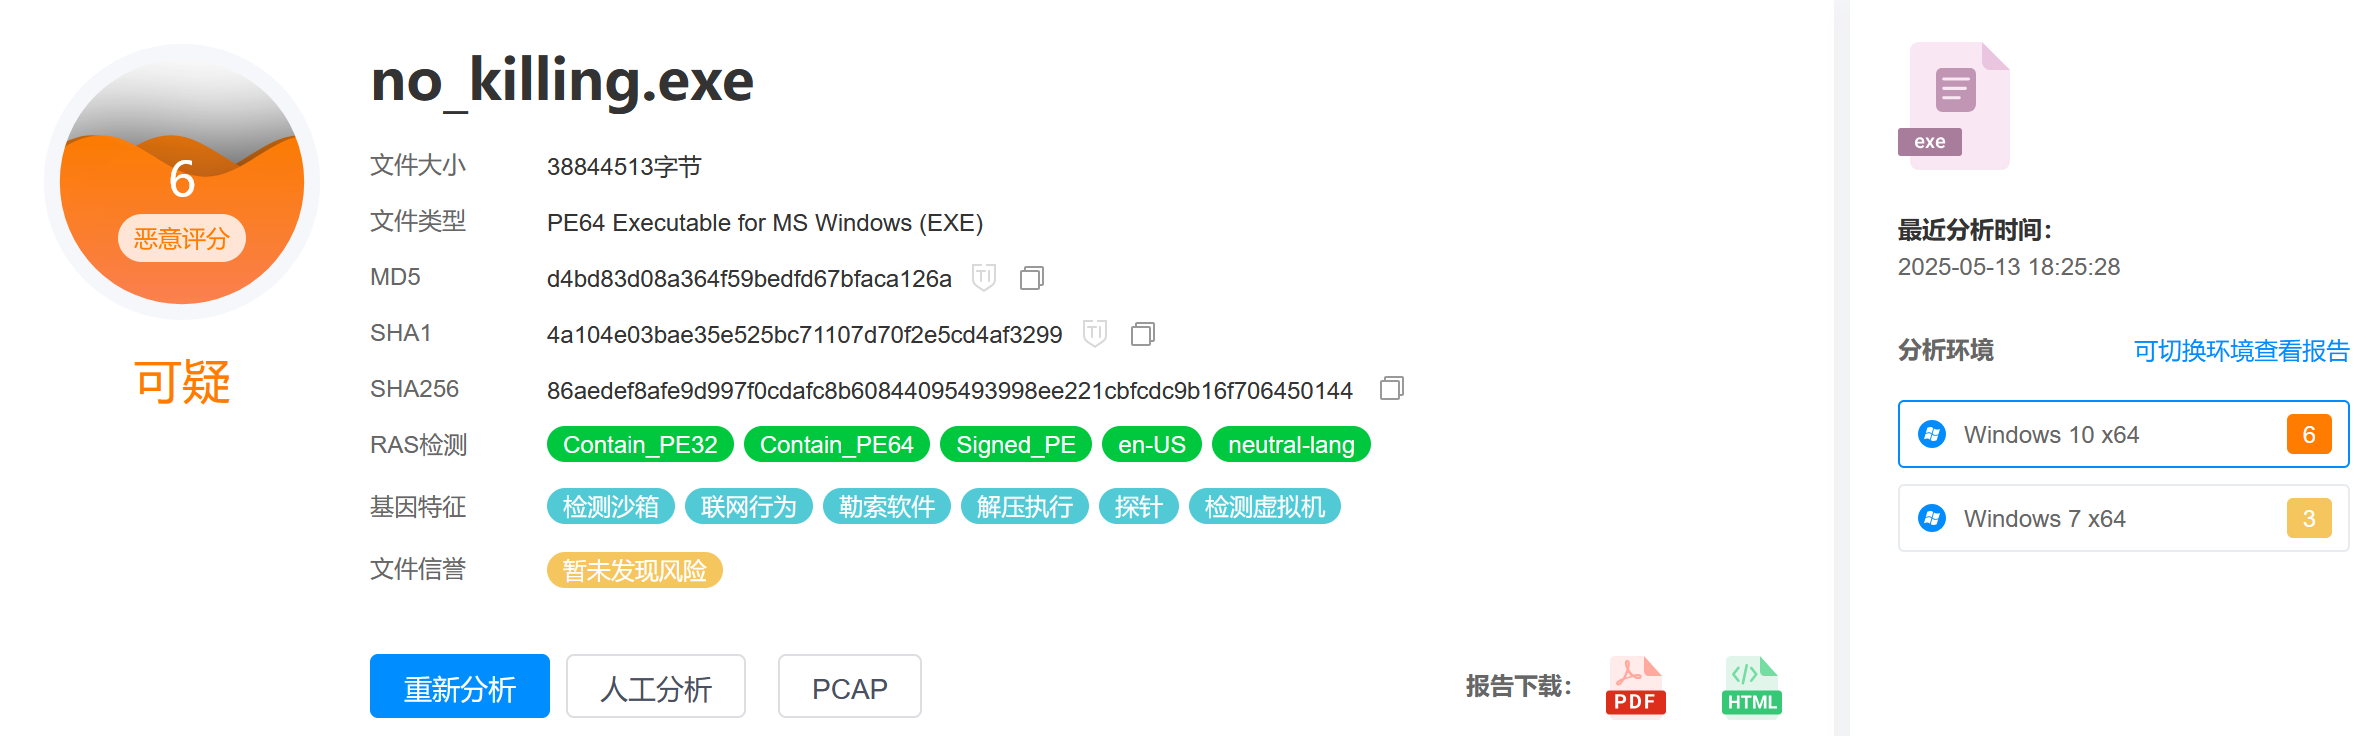 6
恶意评分
可疑
no_killing.exe
文件大小 38844513字节
文件类型 PE64 Executable for MS Windows (EXE)
MD5 d4bd83d08a364f59bedfd67bfaca126a TI
SHA1 4a104e03bae35e525bc71107d70f2e5cd4af3299 TI
SHA256 86aedef8afe9d997f0cdafc8b60844095493998ee221cbfcdc9b16f706450144
RAS检测 Contain_PE32 Contain_PE64 Signed_PE en-US neutral-lang
基因特征 检测沙箱 联网行为 勒索软件 解压执行 探针 检测虚拟机
文件信誉 暂未发现风险
重新分析 人工分析 PCAP 报告下载： PDF HTML
exe
最近分析时间：
2025-05-13 18:25:28
分析环境 可切换环境查看报告
Windows 10 x64 6
Windows 7 x64 3